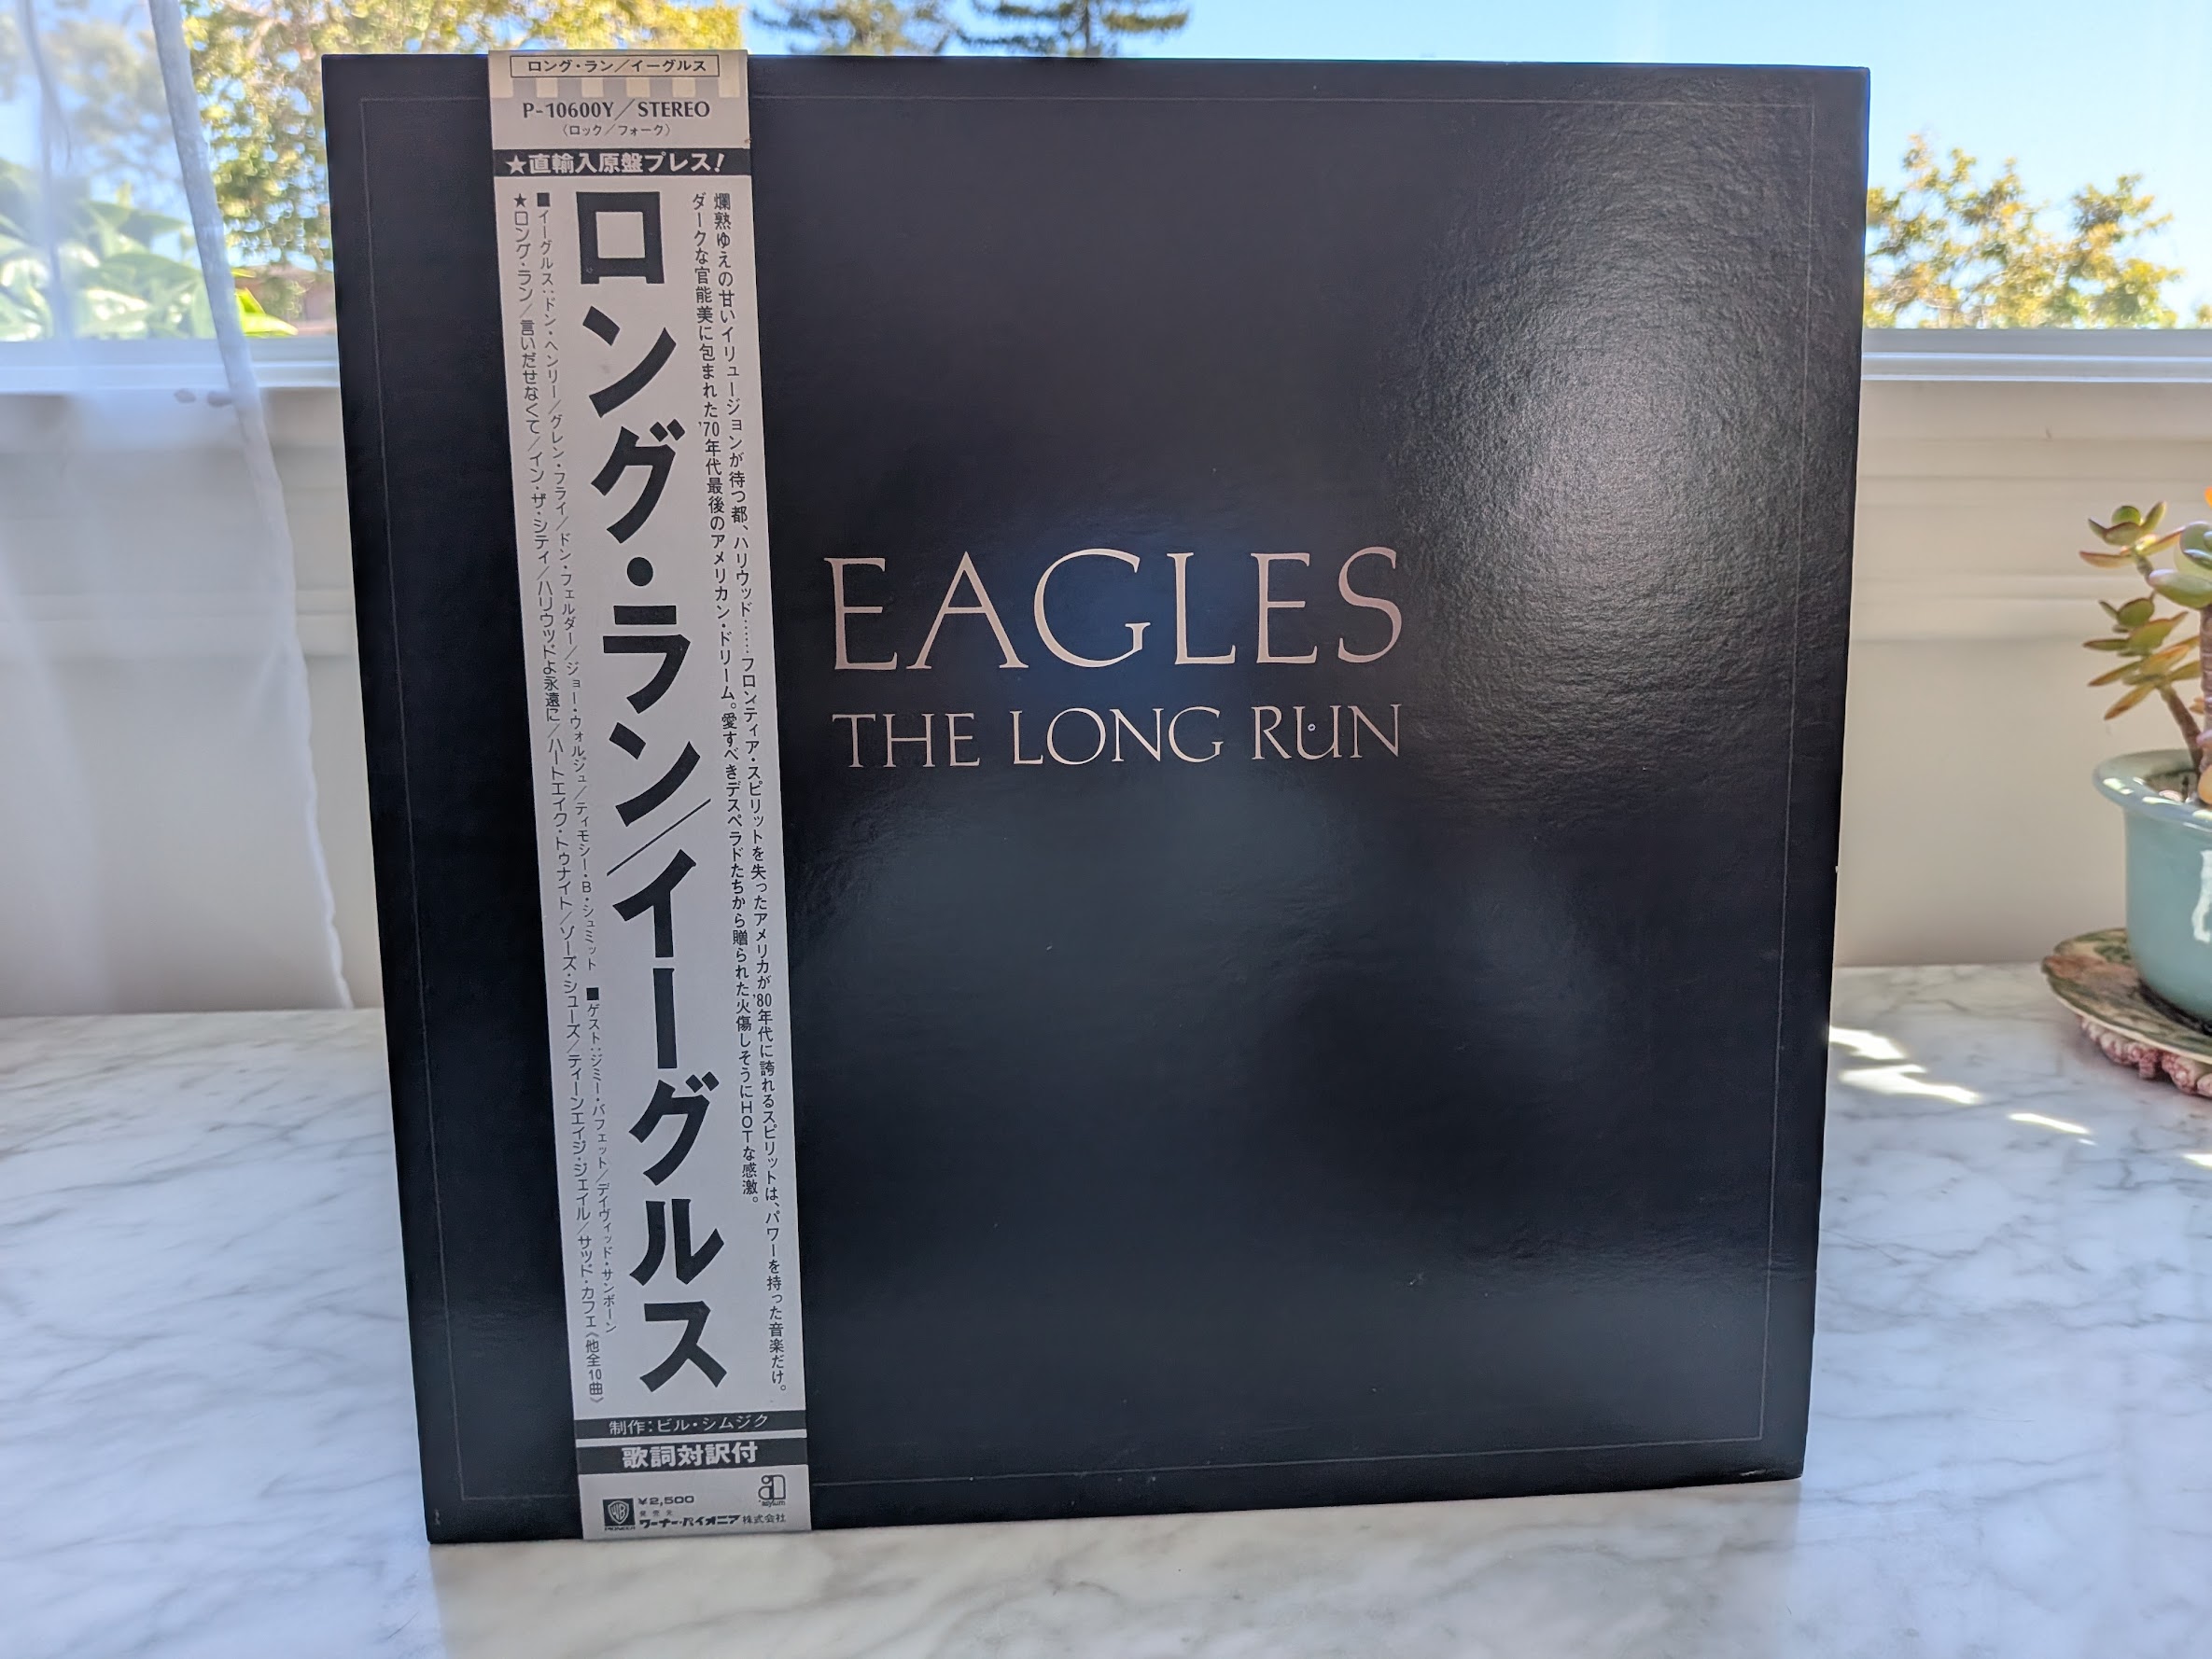 ロング・ラン／イーグルス
P-10600Y／STEREO
〈ロック／フォーク〉
★直輸入原盤プレス!
爛熟ゆえの甘いイリュージョンが待つ都、ハリウッド……フロンティア・スピリットを失ったアメリカが'80年代に誇れるスピリットは、パワーを持った音楽だけ。
ダークな官能美に包まれた'70年代最後のアメリカン・ドリーム。愛すべきデスペラドたちから贈られた火傷しそうにHOTな感激。
ロング・ラン／イーグルス
■イーグルス:ドン・ヘンリー／グレン・フライ／ドン・フェルダー／ジョー・ウォルシュ／ティモシー・B・シュミット ■ゲスト:ジミー・バフェット／デイヴィッド・サンボーン
★ロング・ラン／言いだせなくて／イン・ザ・シティ／ハリウッドよ永遠に／ハートエイク・トゥナイト／ゾーズ・シューズ／ティーンエイジ・ジェイル／サッド・カフェ《他全10曲》
制作:ビル・シムジク
歌詞対訳付
¥2,500
asylum
WB
PIONEER
発売元
ワーナー・パイオニア株式会社
EAGLES
THE LONG RUN